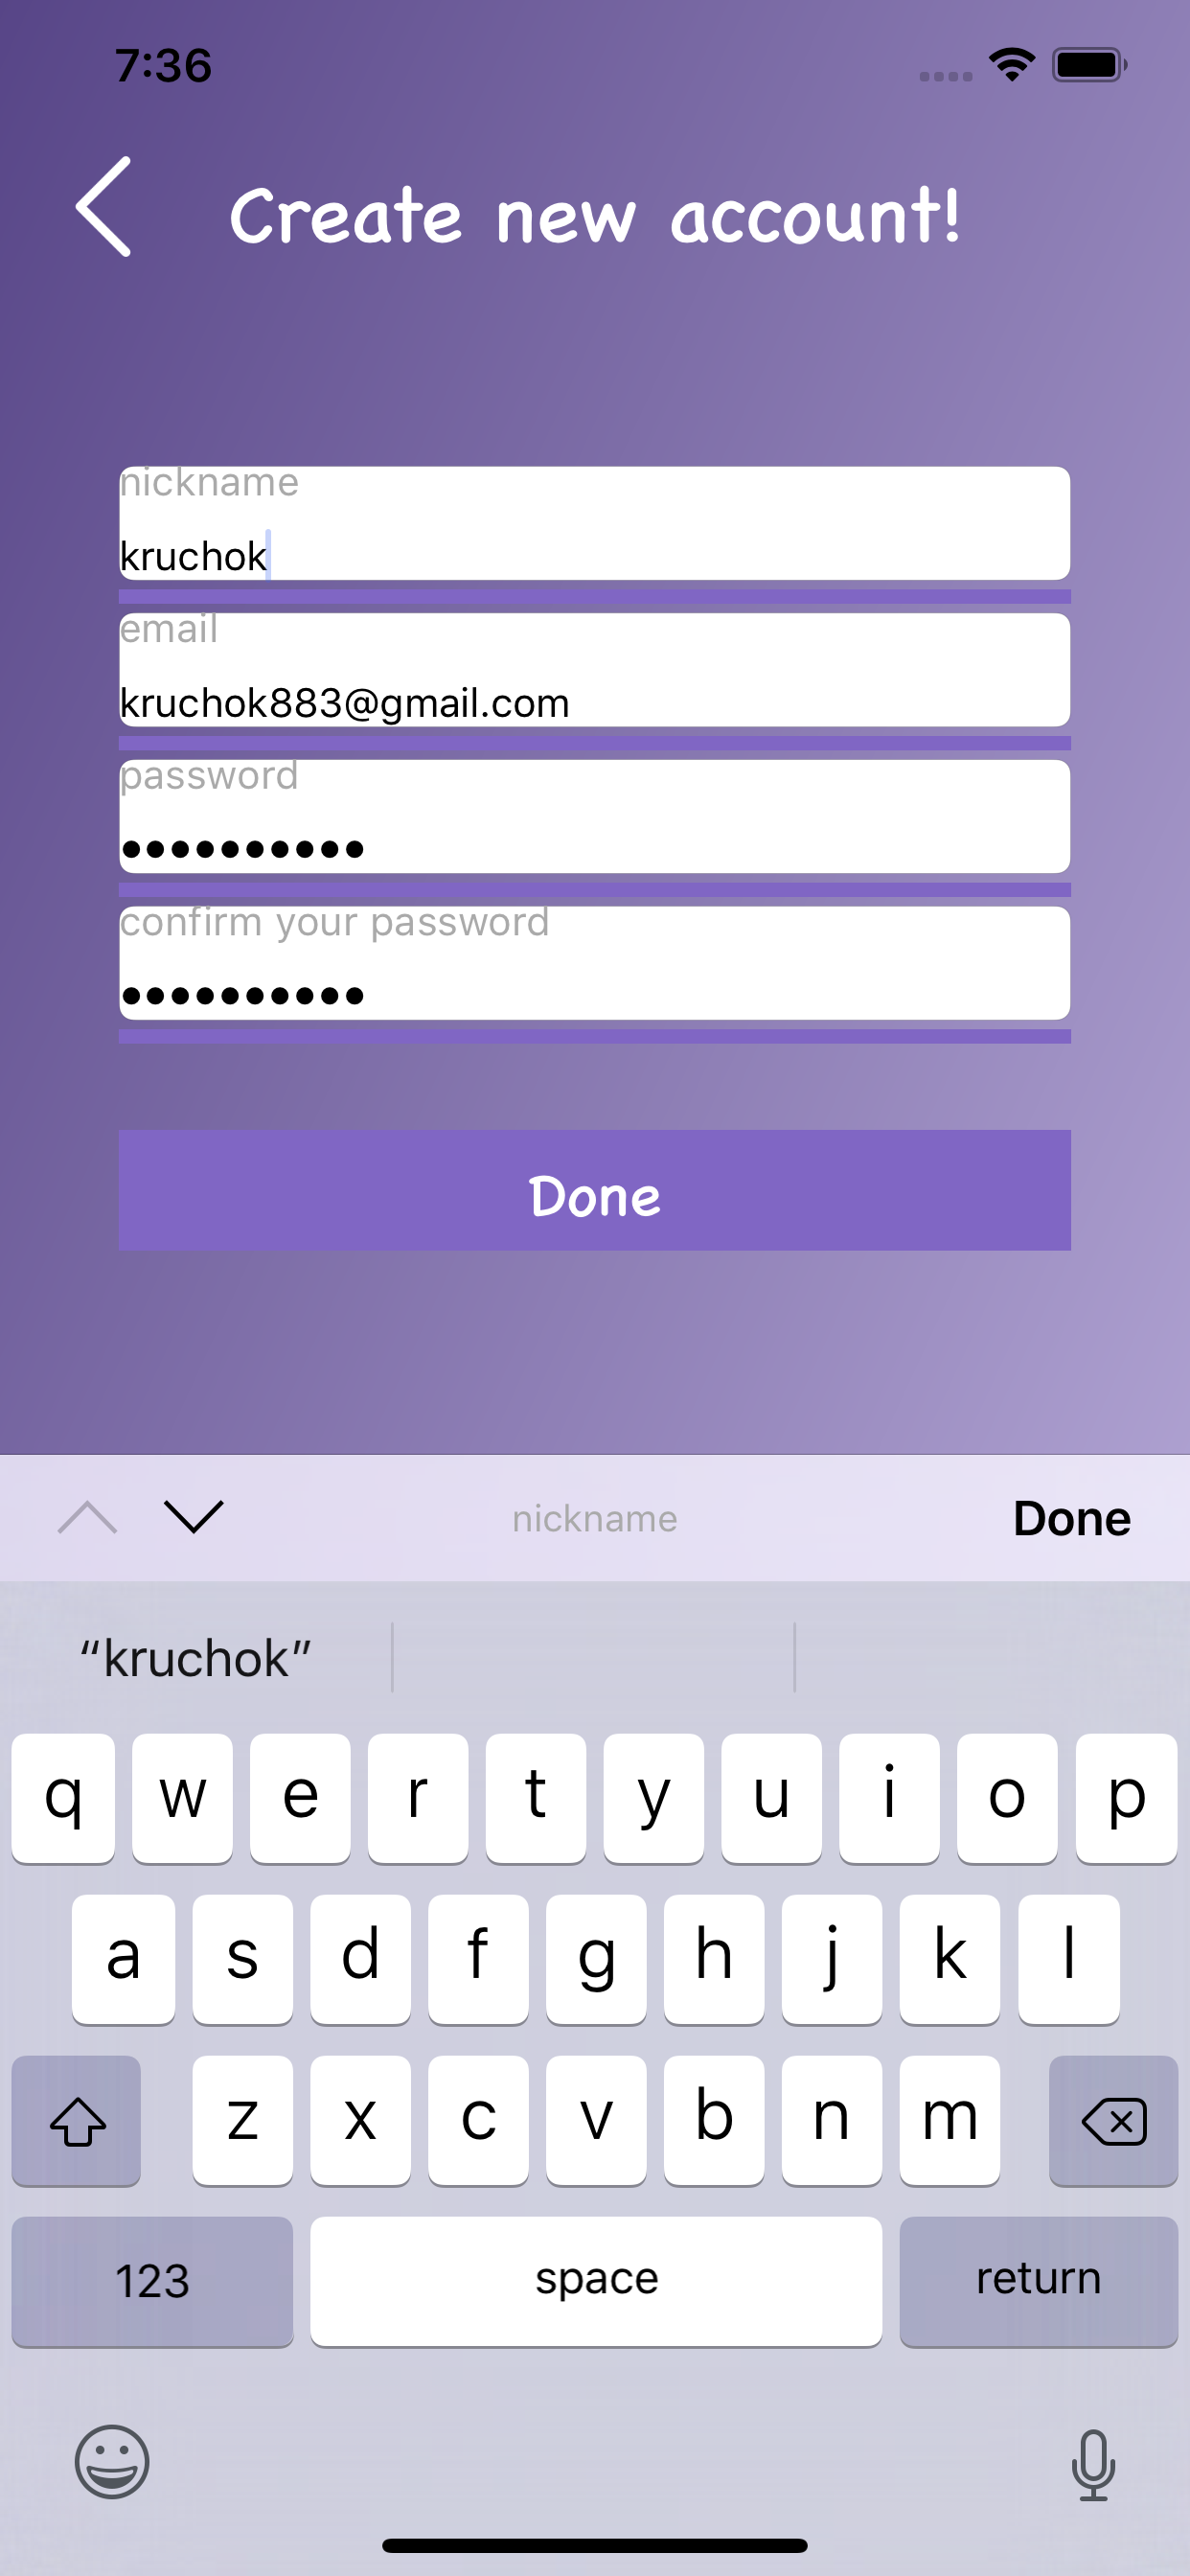 7:36
Create new account!
nickname
kruchok
email
kruchok883@gmail.com
password
••••••••••
confirm your password
••••••••••
Done
nickname Done
“kruchok”
q w e r t y u i o p
a s d f g h j k l
z x c v b n m
123 space return